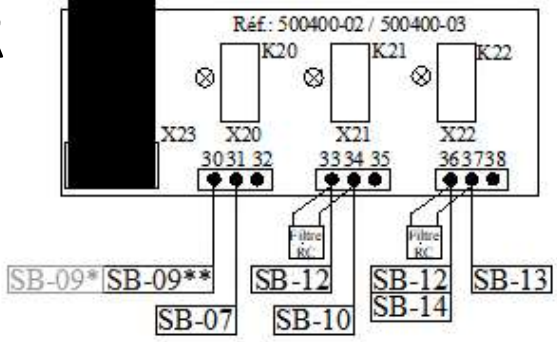 Réf.: 500400-02 / 500400-03
K20 K21 K22
X23 X20 X21 X22
30 31 32 33 34 35 36 37 38
Filtre RC Filtre RC
SB-09* SB-09** SB-12 SB-12 SB-13
SB-07 SB-10 SB-14